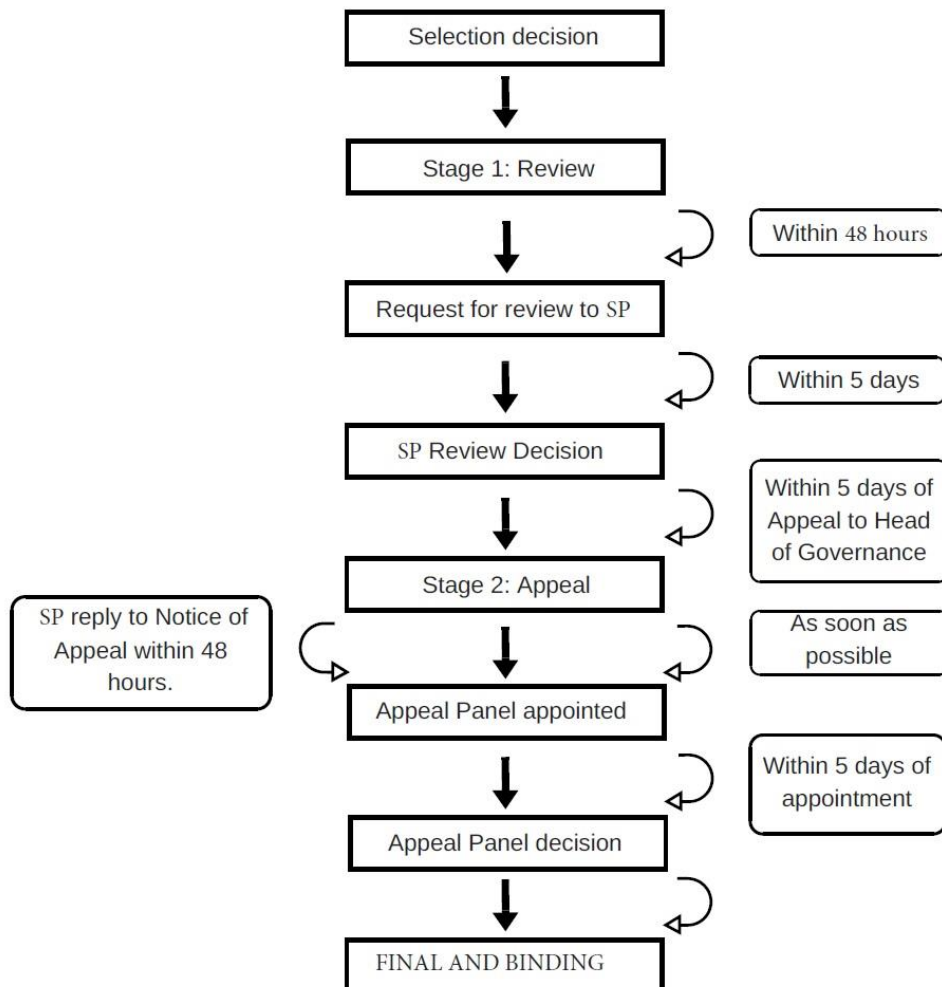 Selection decision
Stage 1: Review
Within 48 hours
Request for review to SP
Within 5 days
SP Review Decision
Within 5 days of
Appeal to Head
of Governance
Stage 2: Appeal
SP reply to Notice of
Appeal within 48
hours.
As soon as
possible
Appeal Panel appointed
Within 5 days of
appointment
Appeal Panel decision
FINAL AND BINDING